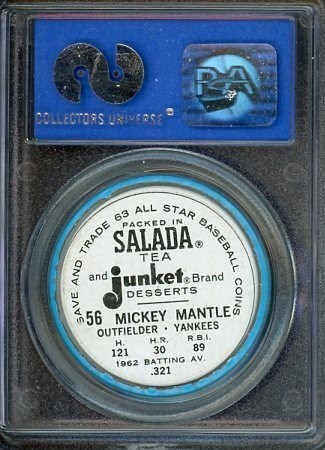 COLLECTORS UNIVERSE
PSA
SAVE AND TRADE 63 ALL STAR BASEBALL COINS
PACKED IN
SALADA®
TEA
and junket® Brand
DESSERTS
56 MICKEY MANTLE
OUTFIELDER - YANKEES
H. H.R. R.B.I.
121 30 89
1962 BATTING AV.
.321